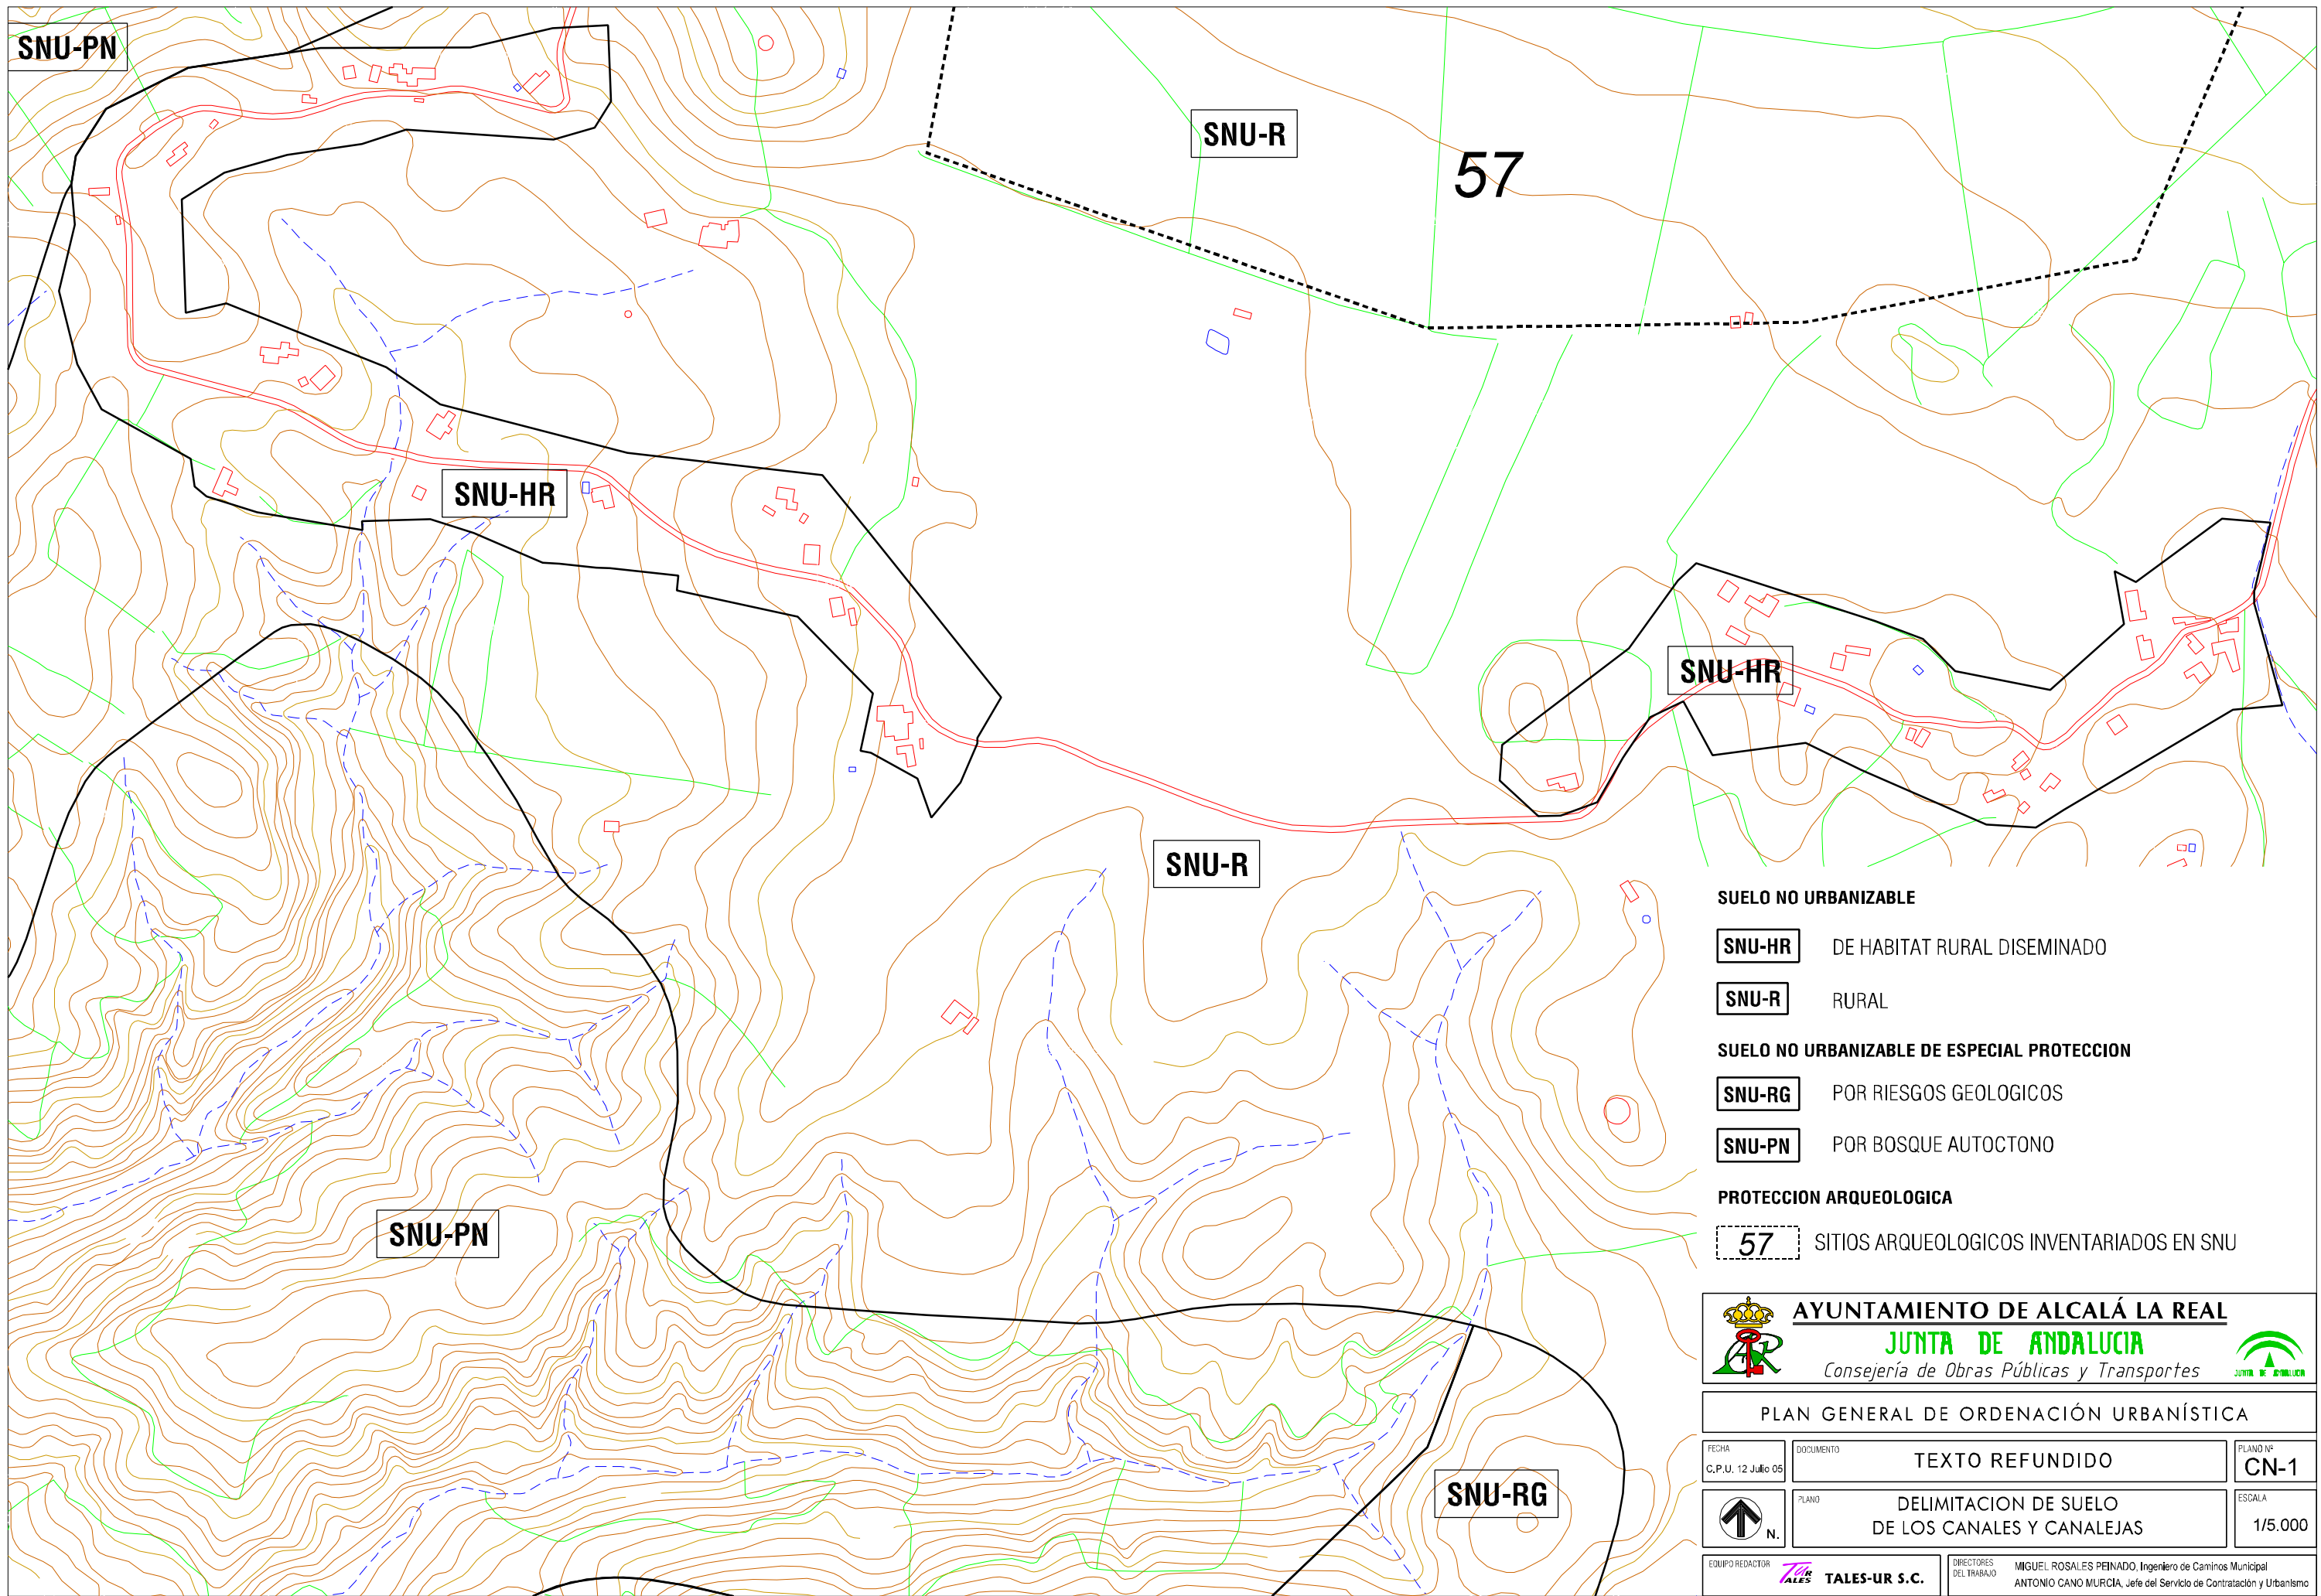 SNU-PN
SNU-R
57
SNU-HR
SNU-HR
SNU-R
SNU-PN
SNU-RG
SUELO NO URBANIZABLE
SNU-HR DE HABITAT RURAL DISEMINADO
SNU-R RURAL
SUELO NO URBANIZABLE DE ESPECIAL PROTECCION
SNU-RG POR RIESGOS GEOLOGICOS
SNU-PN POR BOSQUE AUTOCTONO
PROTECCION ARQUEOLOGICA
57 SITIOS ARQUEOLOGICOS INVENTARIADOS EN SNU
AYUNTAMIENTO DE ALCALÁ LA REAL
JUNTA DE ANDALUCIA
Consejería de Obras Públicas y Transportes
JUNTA DE ANDALUCIA
PLAN GENERAL DE ORDENACIÓN URBANÍSTICA
FECHA
C.P.U. 12 Julio 05
DOCUMENTO
TEXTO REFUNDIDO
PLANO Nº
CN-1
N.
PLANO
DELIMITACION DE SUELO
DE LOS CANALES Y CANALEJAS
ESCALA
1/5.000
EQUIPO REDACTOR
TUR
ALES
TALES-UR S.C.
DIRECTORES
DEL TRABAJO
MIGUEL ROSALES PEINADO, Ingeniero de Caminos Municipal
ANTONIO CANO MURCIA, Jefe del Servicio de Contratación y Urbanismo